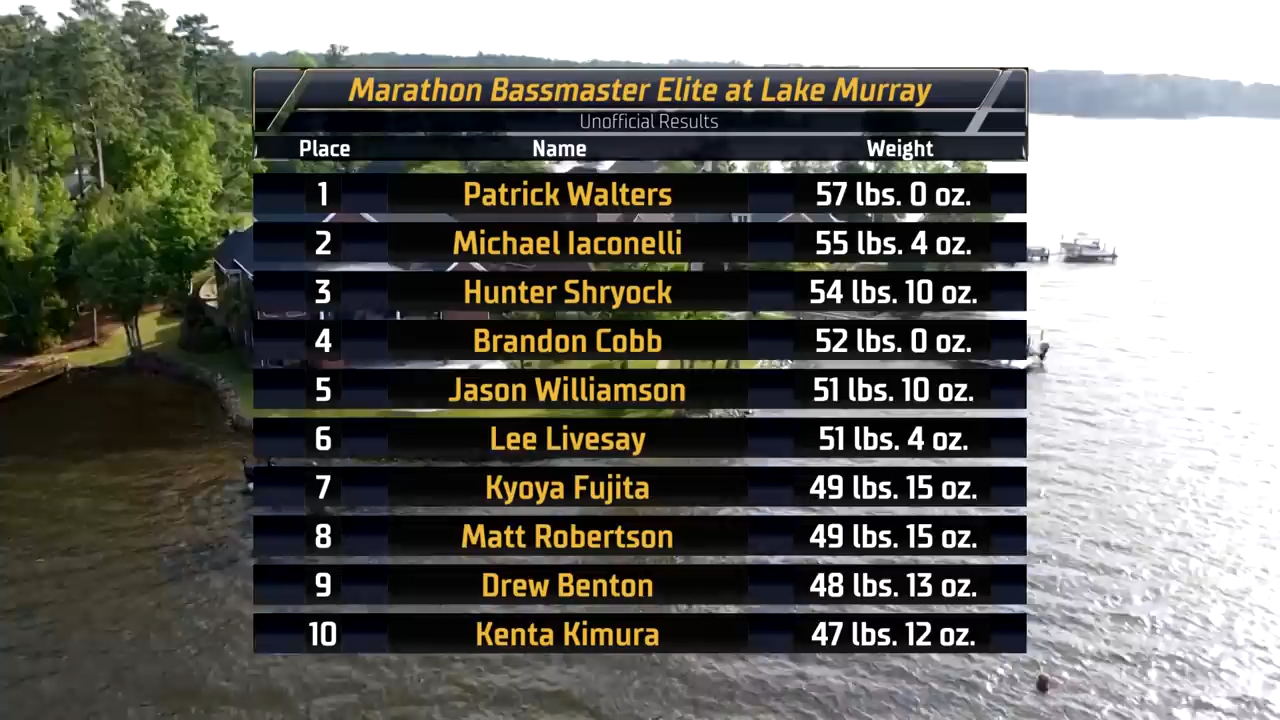 Marathon Bassmaster Elite at Lake Murray
Unofficial Results
Place Name Weight
1 Patrick Walters 57 lbs. 0 oz.
2 Michael Iaconelli 55 lbs. 4 oz.
3 Hunter Shryock 54 lbs. 10 oz.
4 Brandon Cobb 52 lbs. 0 oz.
5 Jason Williamson 51 lbs. 10 oz.
6 Lee Livesay 51 lbs. 4 oz.
7 Kyoya Fujita 49 lbs. 15 oz.
8 Matt Robertson 49 lbs. 15 oz.
9 Drew Benton 48 lbs. 13 oz.
10 Kenta Kimura 47 lbs. 12 oz.